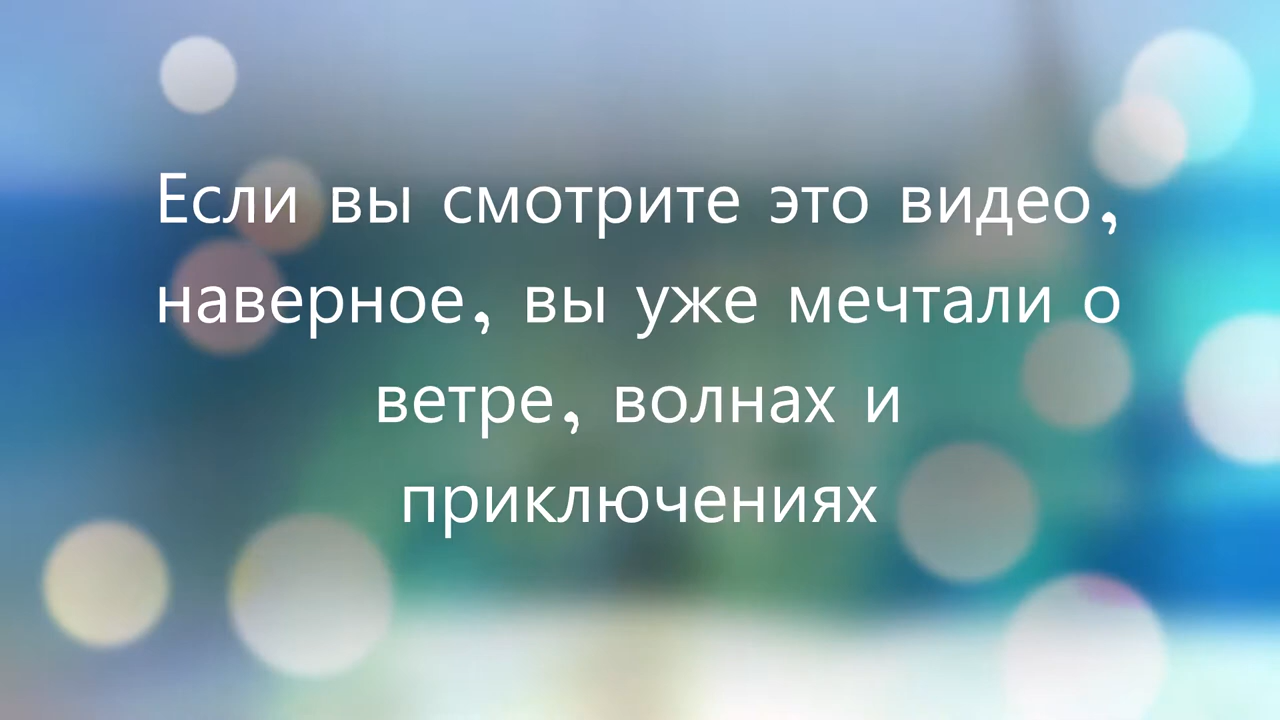 Если вы смотрите это видео,
наверное, вы уже мечтали о
ветре, волнах и
приключениях